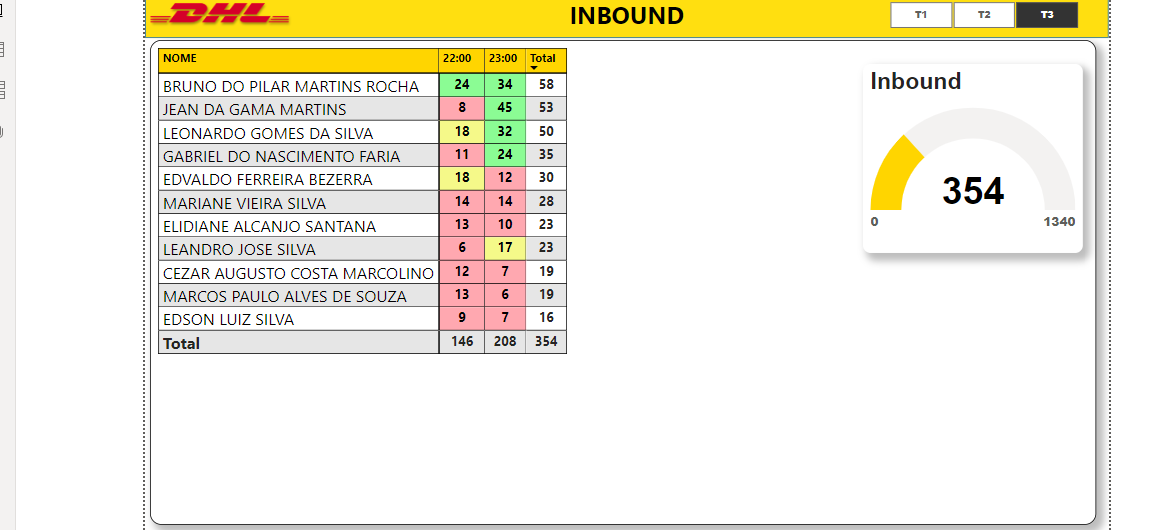 DHL
INBOUND
T1 T2 T3
NOME 22:00 23:00 Total
BRUNO DO PILAR MARTINS ROCHA 24 34 58
JEAN DA GAMA MARTINS 8 45 53
LEONARDO GOMES DA SILVA 18 32 50
GABRIEL DO NASCIMENTO FARIA 11 24 35
EDVALDO FERREIRA BEZERRA 18 12 30
MARIANE VIEIRA SILVA 14 14 28
ELIDIANE ALCANJO SANTANA 13 10 23
LEANDRO JOSE SILVA 6 17 23
CEZAR AUGUSTO COSTA MARCOLINO 12 7 19
MARCOS PAULO ALVES DE SOUZA 13 6 19
EDSON LUIZ SILVA 9 7 16
Total 146 208 354
Inbound
354
0 1340